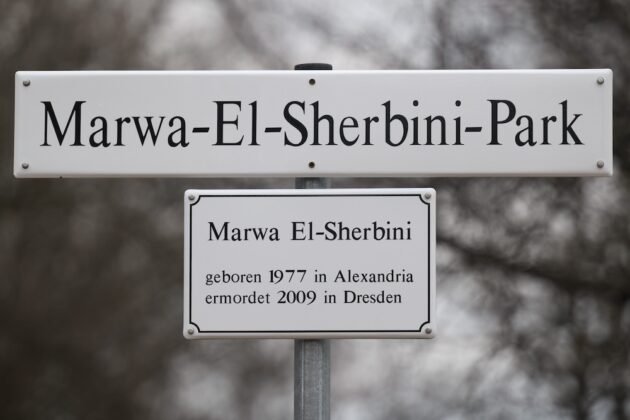 Marwa-El-Sherbini-Park
Marwa El-Sherbini
geboren 1977 in Alexandria
ermordet 2009 in Dresden